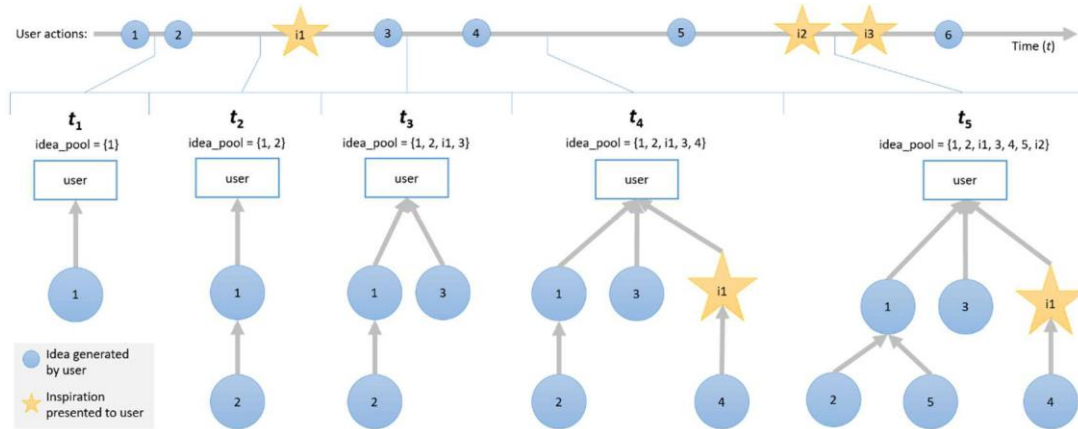 User actions:
1 2 i1 3 4 5 i2 i3 6
Time (t)
t1 t2 t3 t4 t5
idea_pool = {1} idea_pool = {1, 2} idea_pool = {1, 2, i1, 3} idea_pool = {1, 2, i1, 3, 4} idea_pool = {1, 2, i1, 3, 4, 5, i2}
user user user user user
1 1 1 3 1 3 i1 1 3 i1
Idea generated
by user
Inspiration
presented to user
2 2 2 4 2 5 4